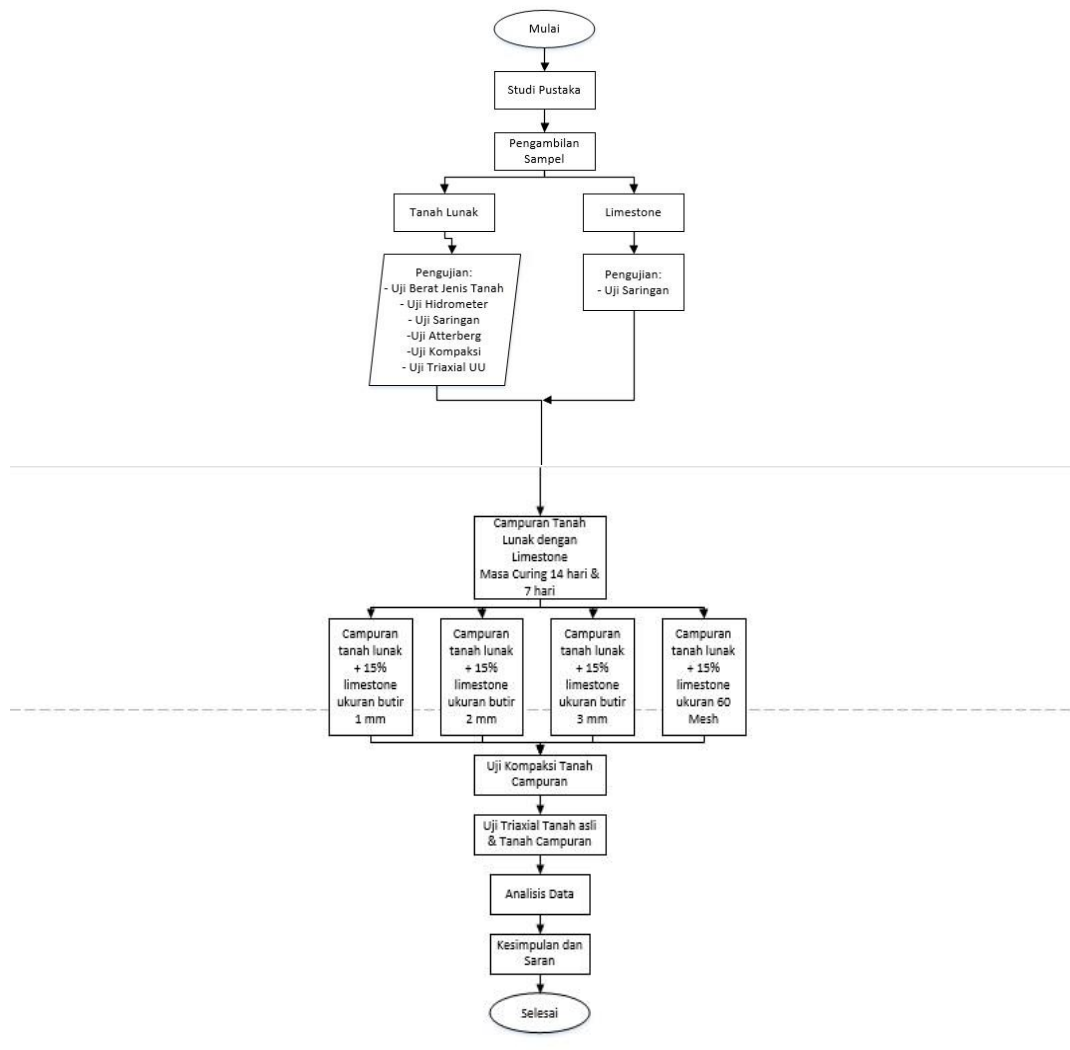 Mulai
Studi Pustaka
Pengambilan
Sampel
Tanah Lunak
Limestone
Pengujian:
- Uji Berat Jenis Tanah
- Uji Hidrometer
- Uji Saringan
-Uji Atterberg
-Uji Kompaksi
- Uji Triaxial UU
Pengujian:
- Uji Saringan
Campuran Tanah
Lunak dengan
Limestone
Masa Curing 14 hari &
7 hari
Campuran
tanah lunak
+ 15%
limestone
ukuran butir
1 mm
Campuran
tanah lunak
+ 15%
limestone
ukuran butir
2 mm
Campuran
tanah lunak
+ 15%
limestone
ukuran butir
3 mm
Campuran
tanah lunak
+ 15%
limestone
ukuran 60
Mesh
Uji Kompaksi Tanah
Campuran
Uji Triaxial Tanah asli
& Tanah Campuran
Analisis Data
Kesimpulan dan
Saran
Selesai